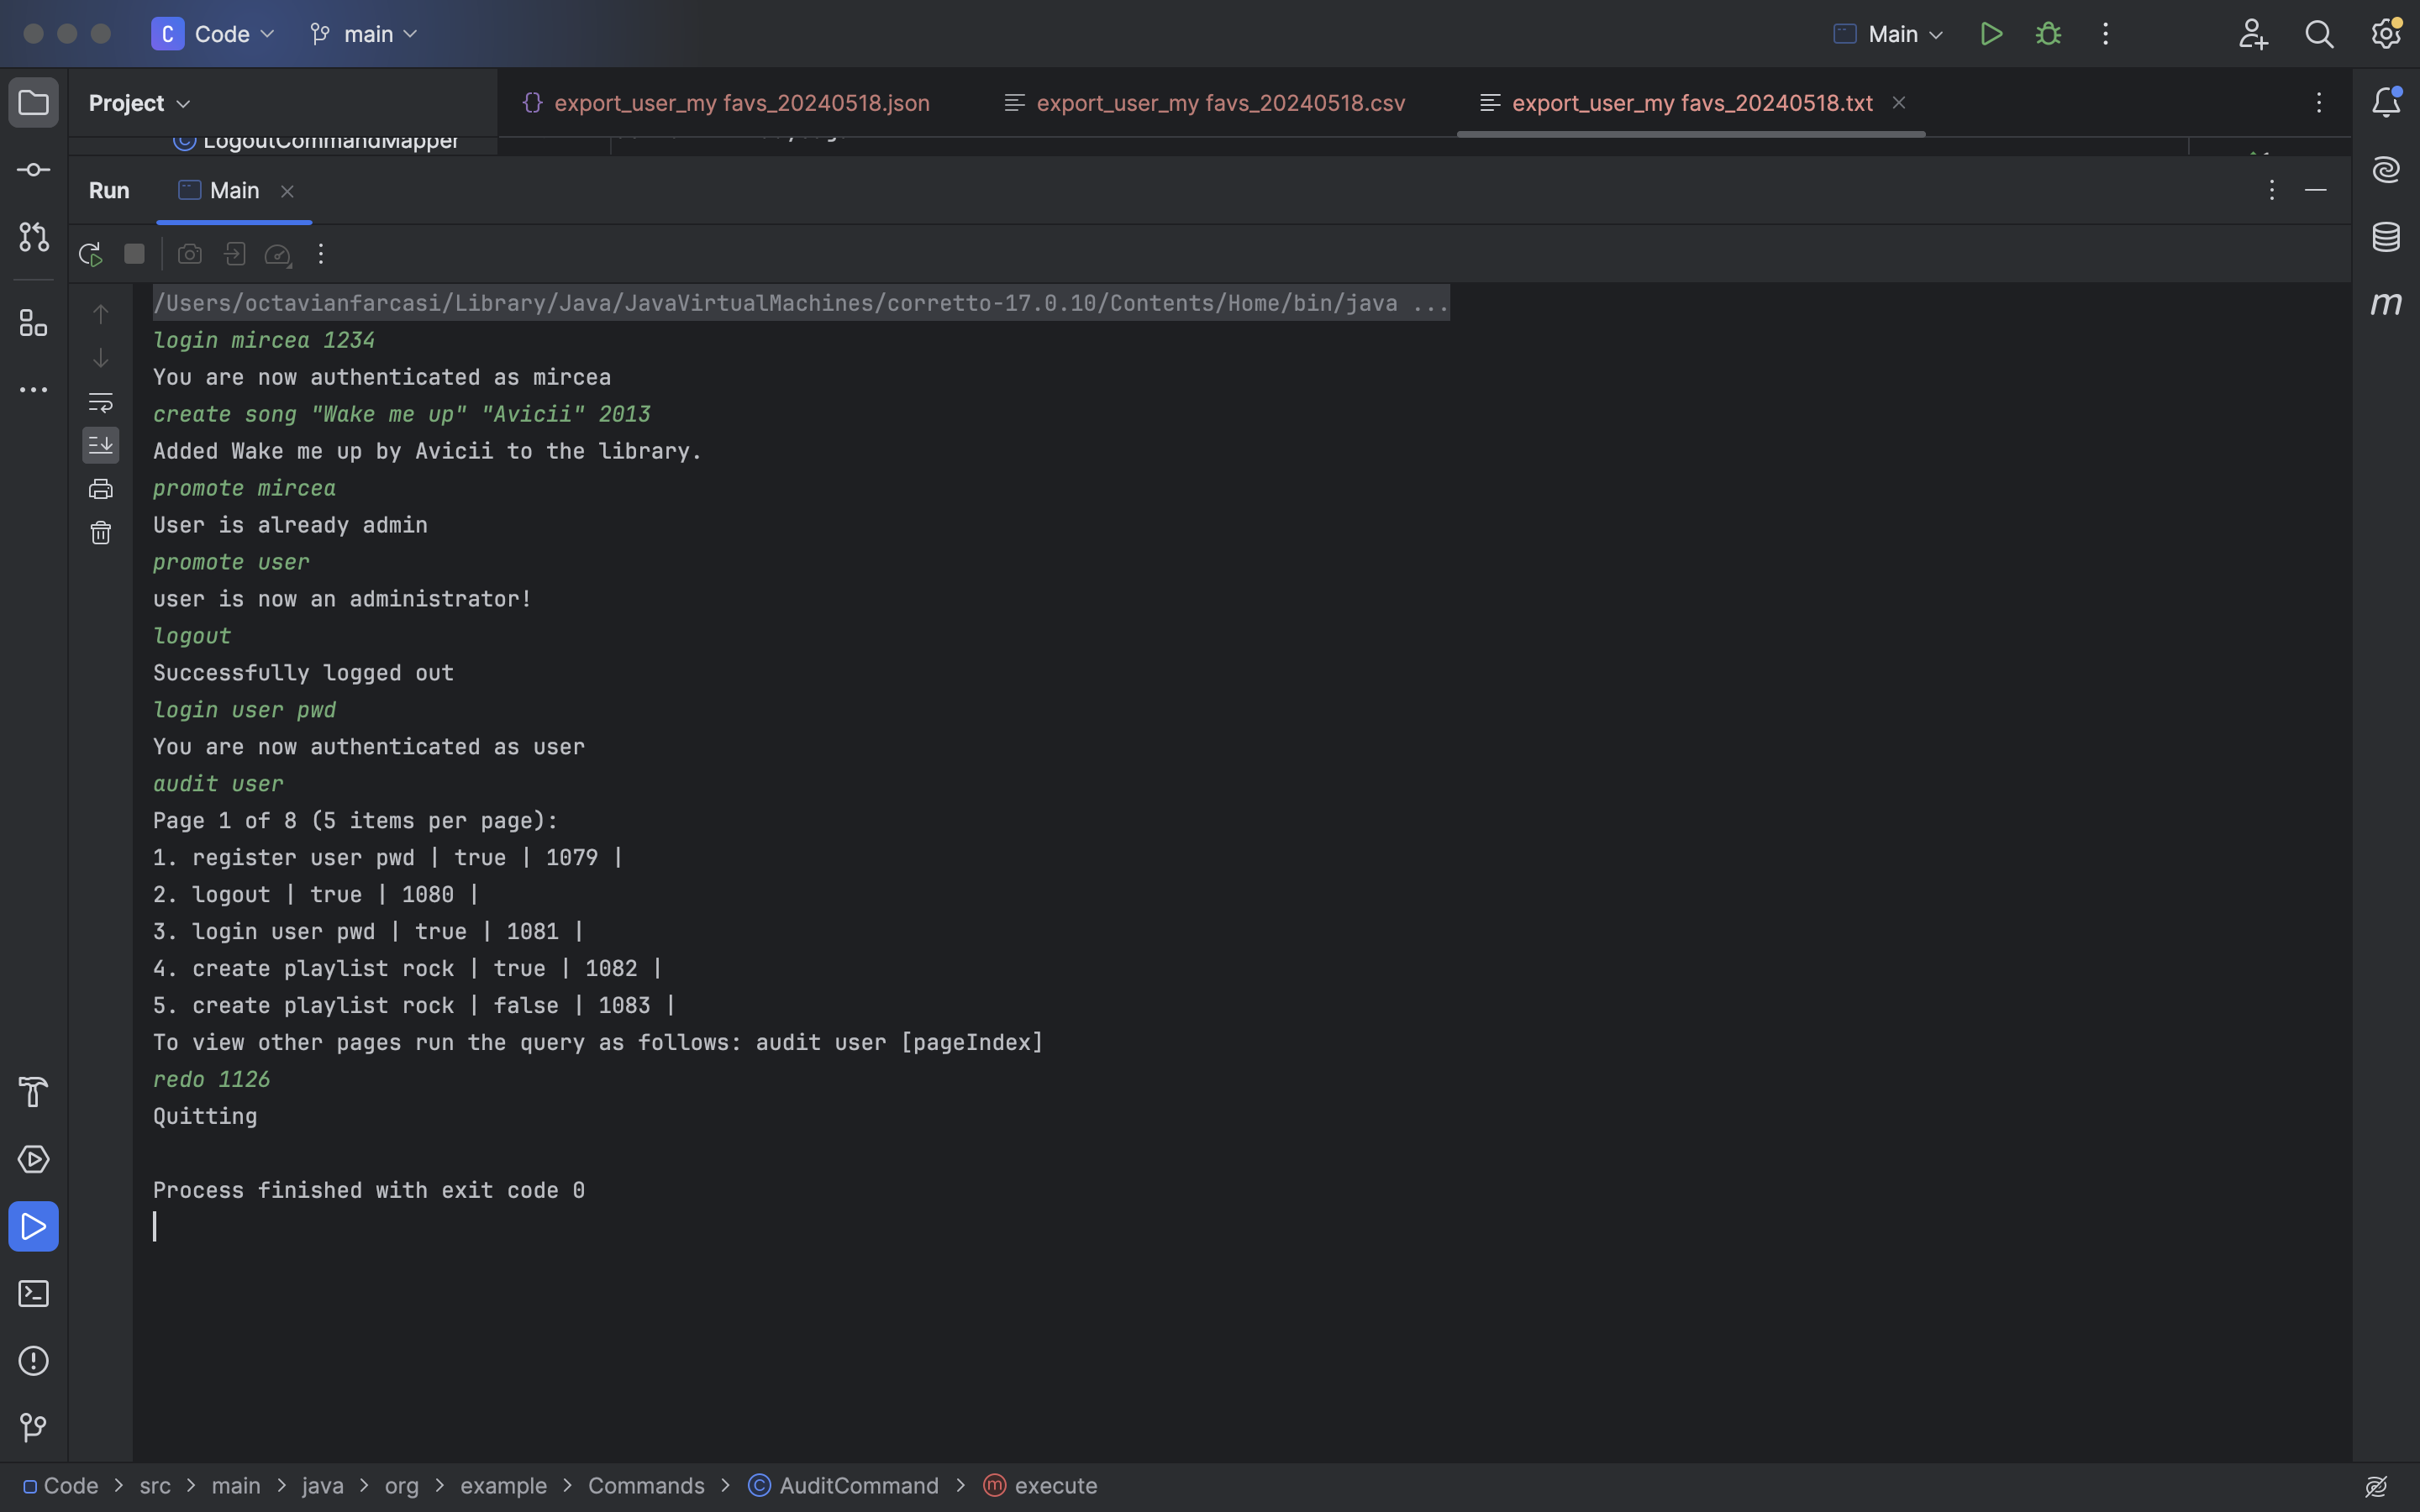 C Code main Main
Project
export_user_my favs_20240518.json export_user_my favs_20240518.csv export_user_my favs_20240518.txt
LogoutCommandMapper
Run Main
/Users/octavianfarcasi/Library/Java/JavaVirtualMachines/corretto-17.0.10/Contents/Home/bin/java ...
login mircea 1234
You are now authenticated as mircea
create song "Wake me up" "Avicii" 2013
Added Wake me up by Avicii to the library.
promote mircea
User is already admin
promote user
user is now an administrator!
logout
Successfully logged out
login user pwd
You are now authenticated as user
audit user
Page 1 of 8 (5 items per page):
1. register user pwd | true | 1079 |
2. logout | true | 1080 |
3. login user pwd | true | 1081 |
4. create playlist rock | true | 1082 |
5. create playlist rock | false | 1083 |
To view other pages run the query as follows: audit user [pageIndex]
redo 1126
Quitting
Process finished with exit code 0
Code > src > main > java > org > example > Commands > AuditCommand > execute